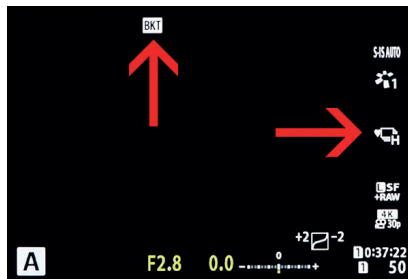 BKT
S-IS AUTO
1
H
L SF
+RAW
4K
30p
+2 -2
A F2.8 0.0 - 0 + 1 0:37:22
1 50